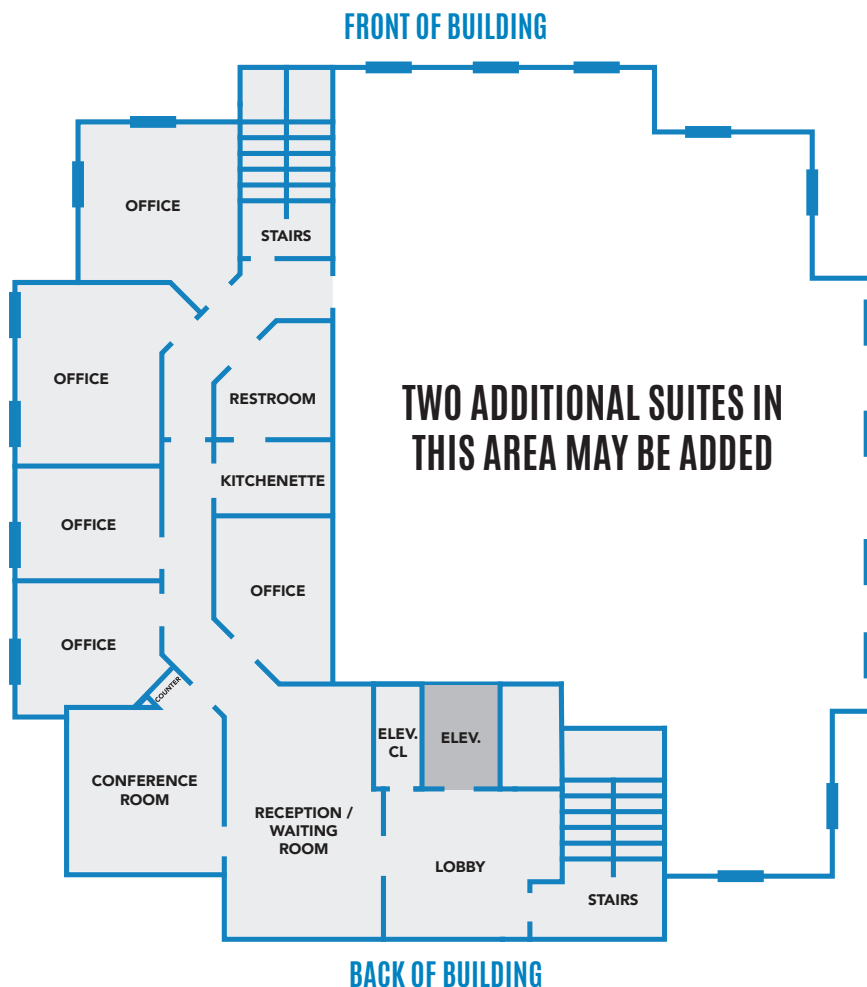 FRONT OF BUILDING
OFFICE
STAIRS
OFFICE
RESTROOM
TWO ADDITIONAL SUITES IN
THIS AREA MAY BE ADDED
KITCHENETTE
OFFICE
OFFICE
OFFICE
COUNTER
ELEV.
CL
ELEV.
CONFERENCE
ROOM
RECEPTION /
WAITING
ROOM
LOBBY
STAIRS
BACK OF BUILDING